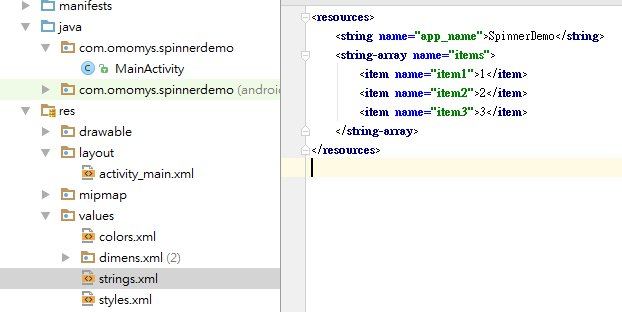 manifests
java
com.omomys.spinnerdemo
MainActivity
com.omomys.spinnerdemo (android
res
drawable
layout
activity_main.xml
mipmap
values
colors.xml
dimens.xml (2)
strings.xml
styles.xml
<resources>
<string name="app_name">SpinnerDemo</string>
<string-array name="items">
<item name="item1">1</item>
<item name="item2">2</item>
<item name="item3">3</item>
</string-array>
</resources>